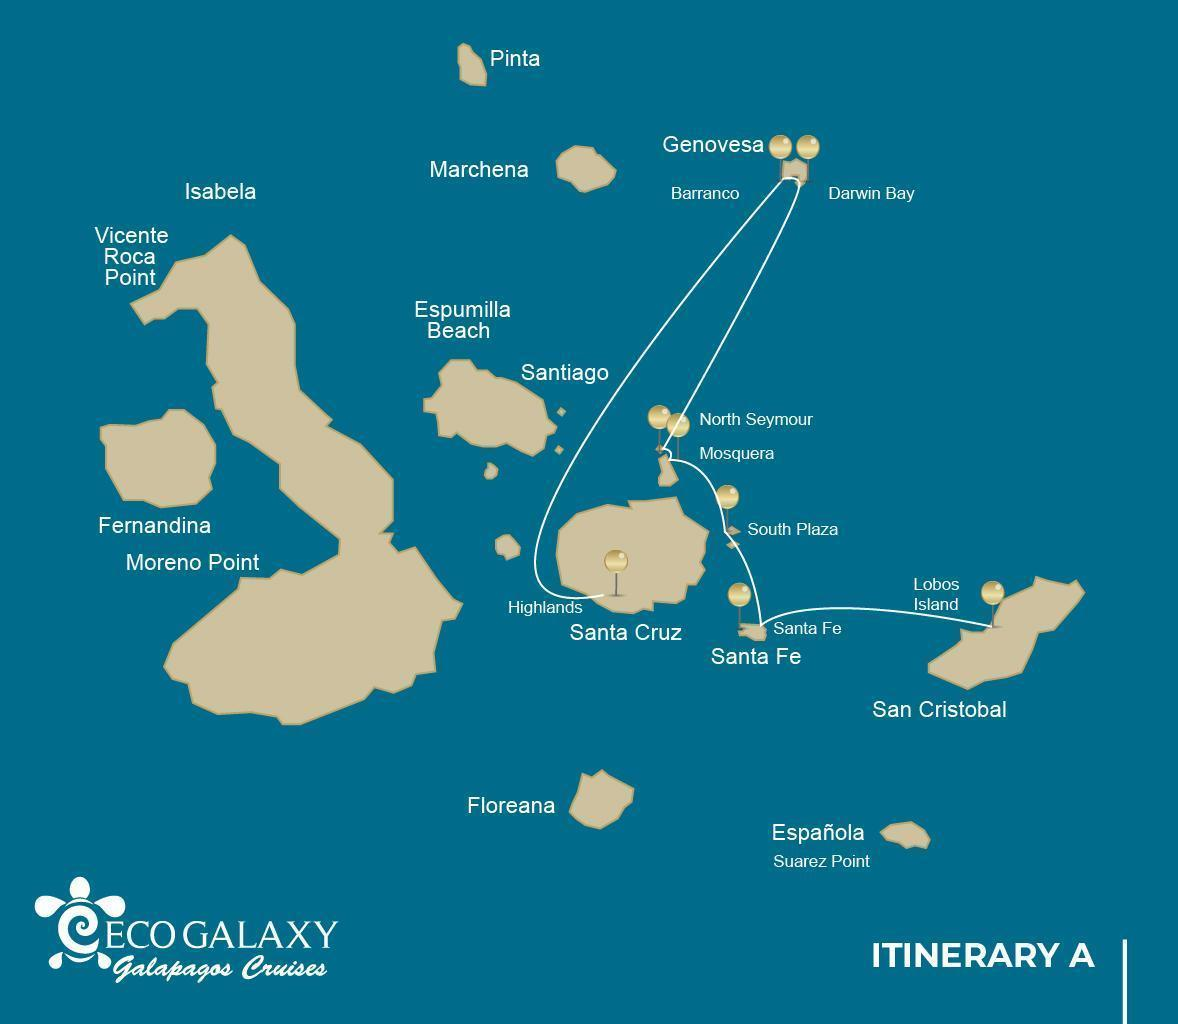 Pinta
Genovesa
Marchena
Isabela
Barranco
Darwin Bay
Vicente
Roca
Point
Espumilla
Beach
Santiago
North Seymour
Mosquera
Fernandina
South Plaza
Moreno Point
Lobos
Island
Highlands
Santa Cruz
Santa Fe
Santa Fe
San Cristobal
Floreana
Española
Suarez Point
ECO GALAXY
Galapagos Cruises
ITINERARY A